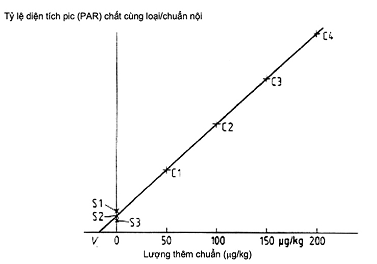 Tỷ lệ diện tích pic (PAR) chất cùng loại/chuẩn nội
C4
C3
C2
C1
S1
S2
S3
V 0 50 100 150 µg/kg 200
Lượng thêm chuẩn (µg/kg)